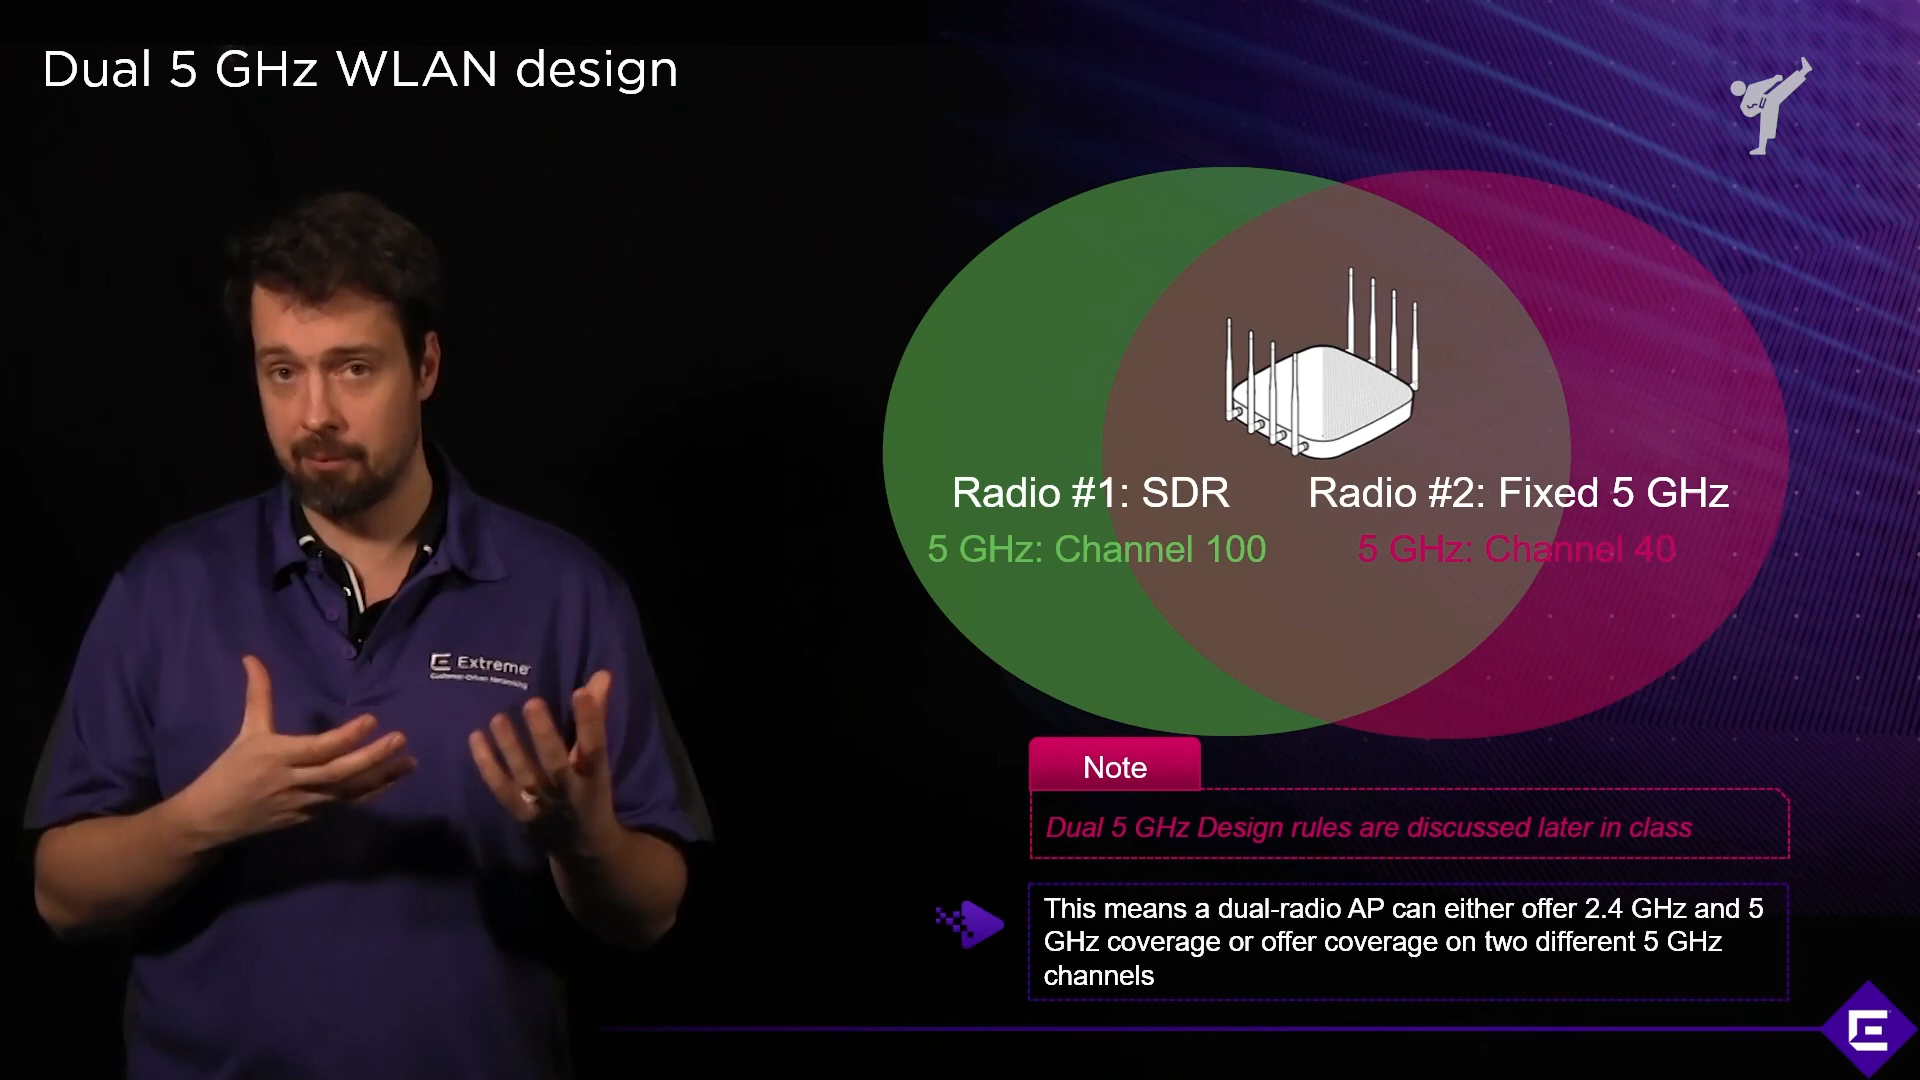 Dual 5 GHz WLAN design
Radio #1: SDR
5 GHz: Channel 100
Radio #2: Fixed 5 GHz
5 GHz: Channel 40
Extreme
Customer-Driven Networking
Note
Dual 5 GHz Design rules are discussed later in class
This means a dual-radio AP can either offer 2.4 GHz and 5
GHz coverage or offer coverage on two different 5 GHz
channels